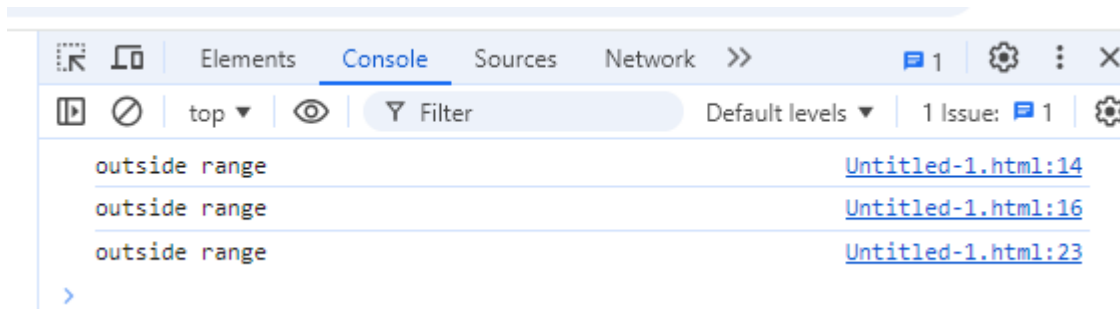 Elements Console Sources Network 1
top Filter Default levels 1 Issue: 1
outside range Untitled-1.html:14
outside range Untitled-1.html:16
outside range Untitled-1.html:23